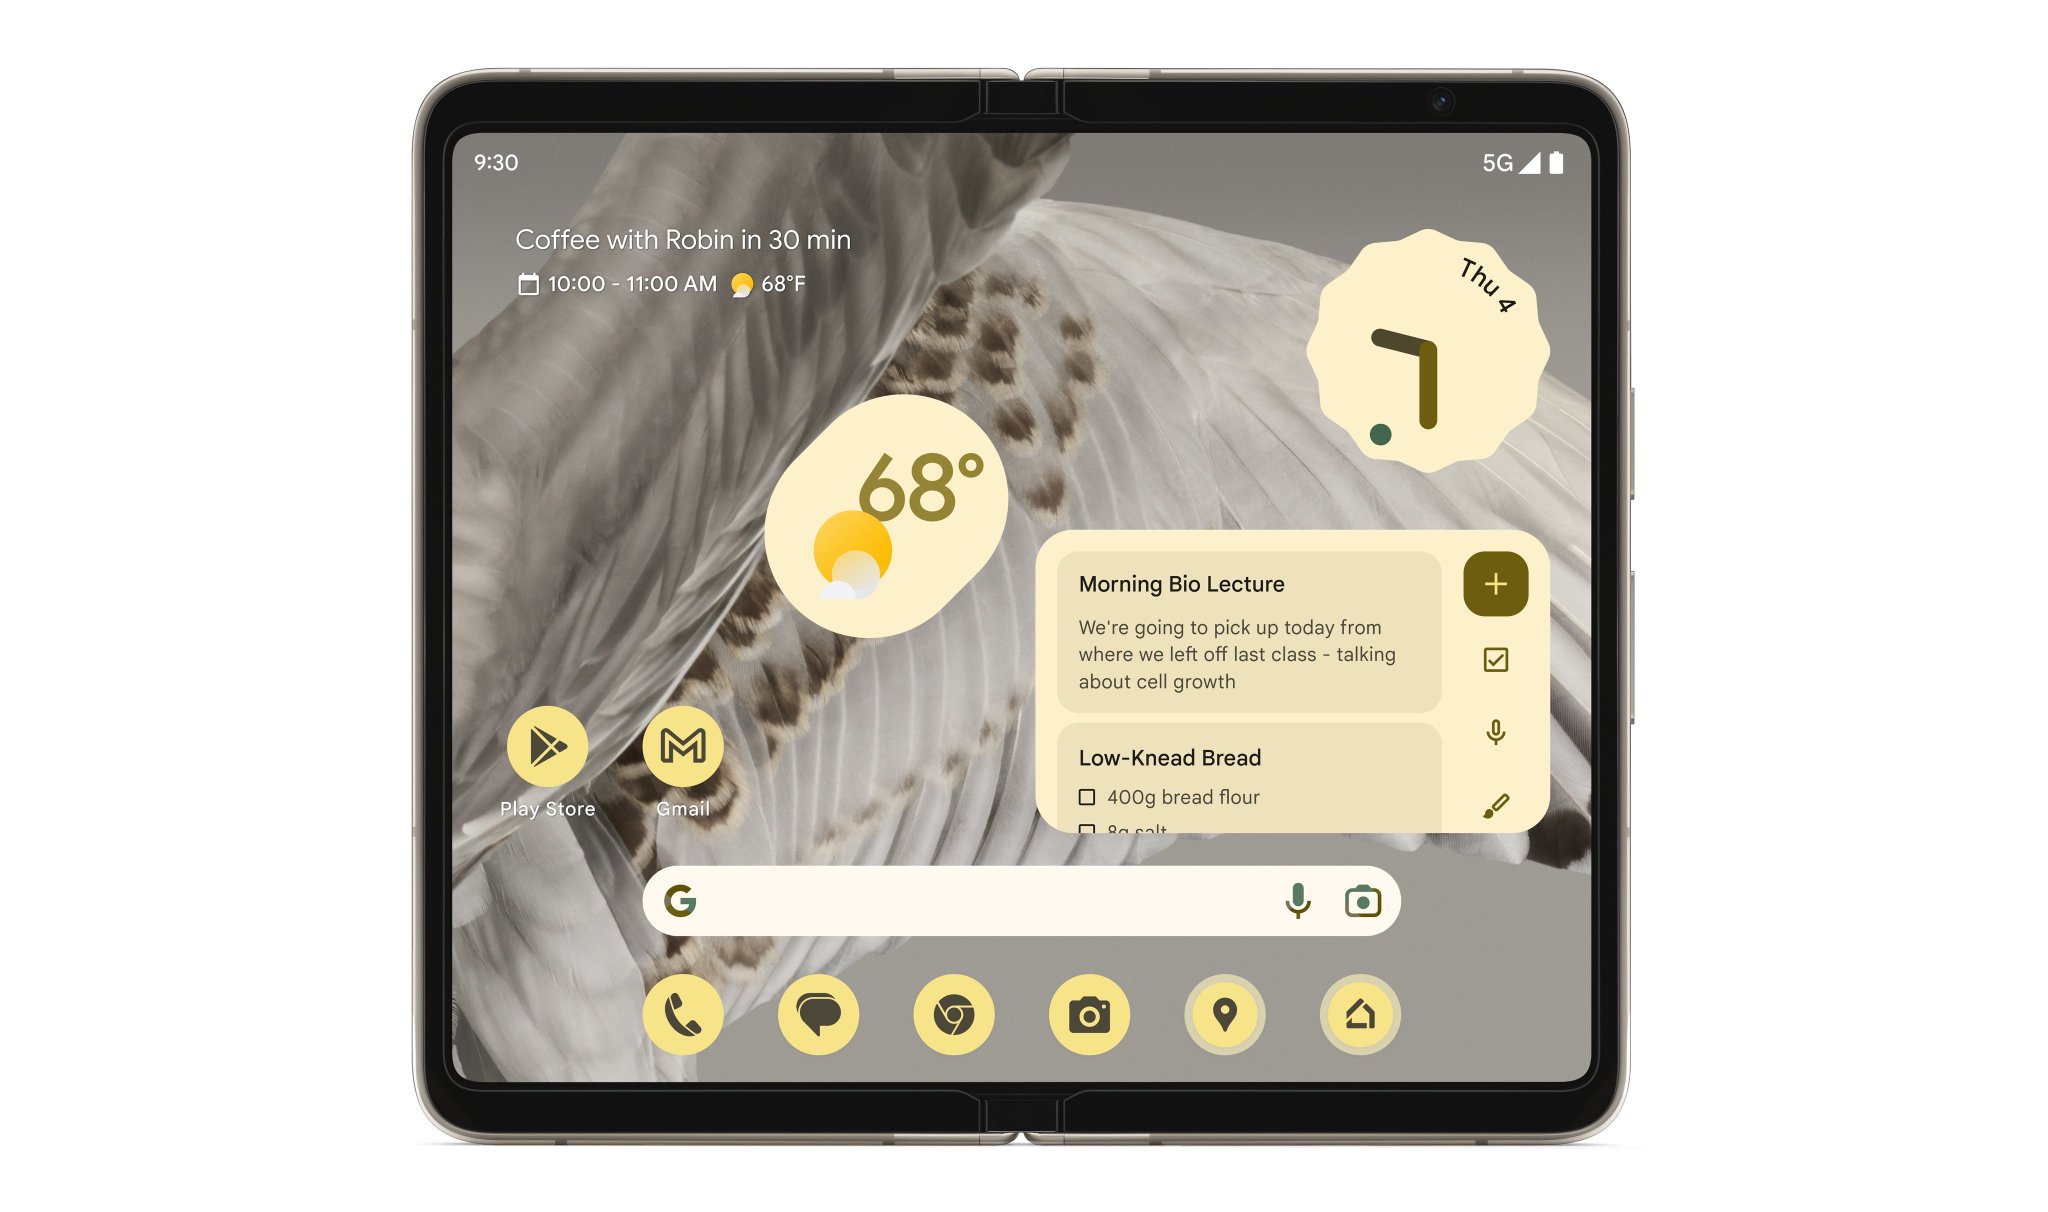 9:30
5G
Coffee with Robin in 30 min
10:00 - 11:00 AM 68°F
Thu 4
68°
Morning Bio Lecture
We're going to pick up today from
where we left off last class - talking
about cell growth
Low-Knead Bread
400g bread flour
8g salt
Play Store
Gmail
G